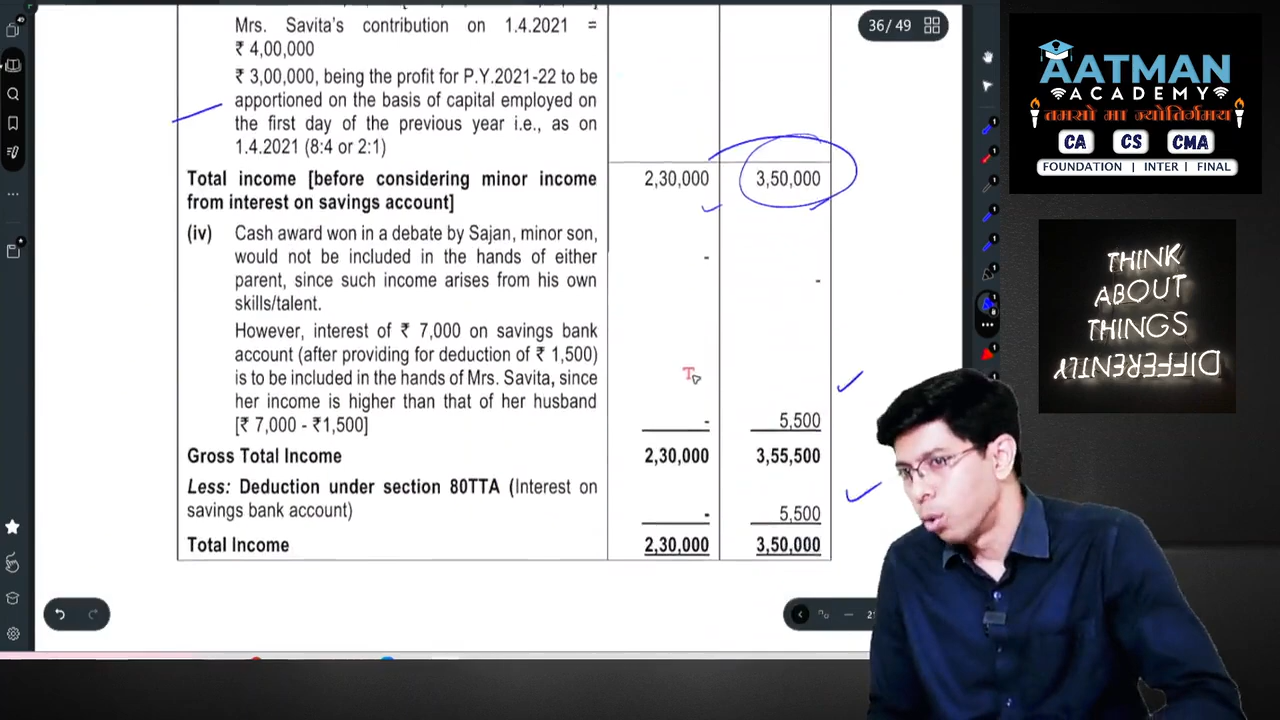 Mrs. Savita's contribution on 1.4.2021 =
₹ 4,00,000
₹ 3,00,000, being the profit for P.Y.2021-22 to be
apportioned on the basis of capital employed on
the first day of the previous year i.e., as on
1.4.2021 (8:4 or 2:1)
Total income [before considering minor income 2,30,000 3,50,000
from interest on savings account]
(iv) Cash award won in a debate by Sajan, minor son,
would not be included in the hands of either -
parent, since such income arises from his own -
skills/talent.
However, interest of ₹ 7,000 on savings bank
account (after providing for deduction of ₹ 1,500)
is to be included in the hands of Mrs. Savita, since
her income is higher than that of her husband
[₹ 7,000 - ₹1,500] - 5,500
Gross Total Income 2,30,000 3,55,500
Less: Deduction under section 80TTA (Interest on
savings bank account) - 5,500
Total Income 2,30,000 3,50,000
36/49
AATMAN
ACADEMY
तमसो मा ज्योतिर्गमय
CA CS CMA
FOUNDATION | INTER | FINAL
THINK
ABOUT
THINGS
DIFFERENTLY